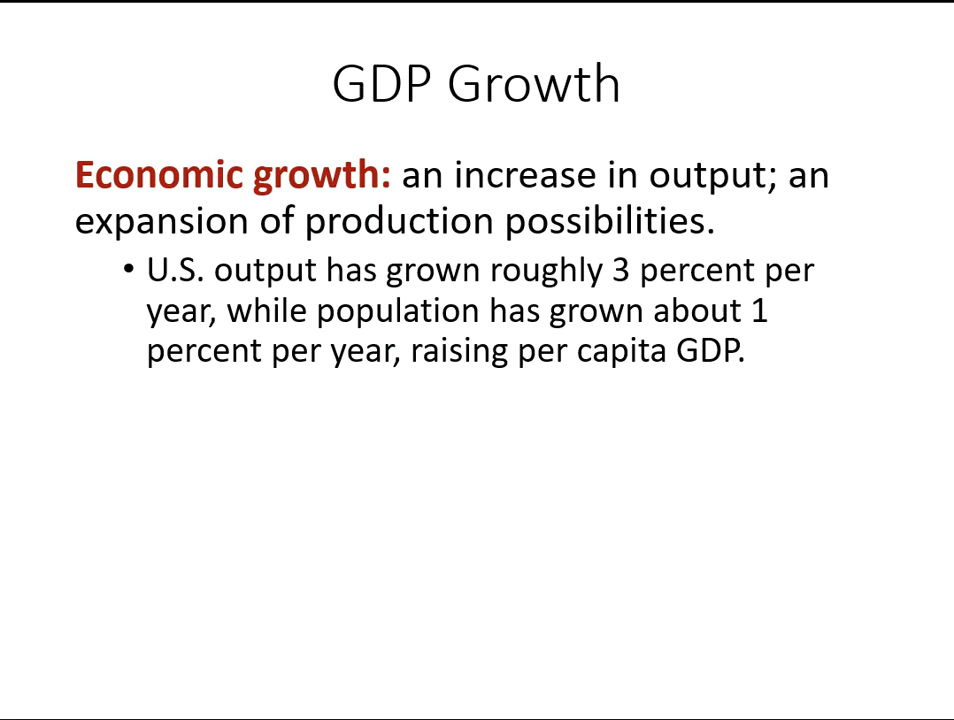 GDP Growth
Economic growth: an increase in output; an
expansion of production possibilities.
• U.S. output has grown roughly 3 percent per
year, while population has grown about 1
percent per year, raising per capita GDP.